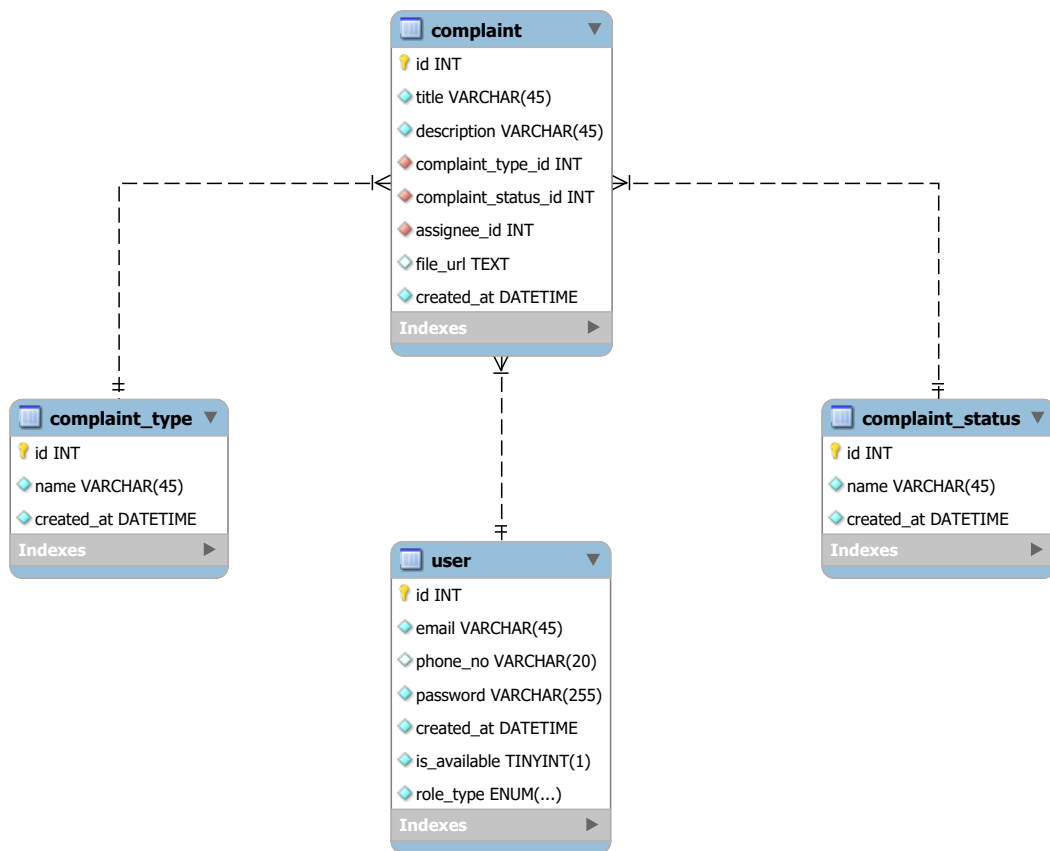 complaint
id INT
title VARCHAR(45)
description VARCHAR(45)
complaint_type_id INT
complaint_status_id INT
assignee_id INT
file_url TEXT
created_at DATETIME
Indexes
complaint_type
id INT
name VARCHAR(45)
created_at DATETIME
Indexes
complaint_status
id INT
name VARCHAR(45)
created_at DATETIME
Indexes
user
id INT
email VARCHAR(45)
phone_no VARCHAR(20)
password VARCHAR(255)
created_at DATETIME
is_available TINYINT(1)
role_type ENUM(...)
Indexes